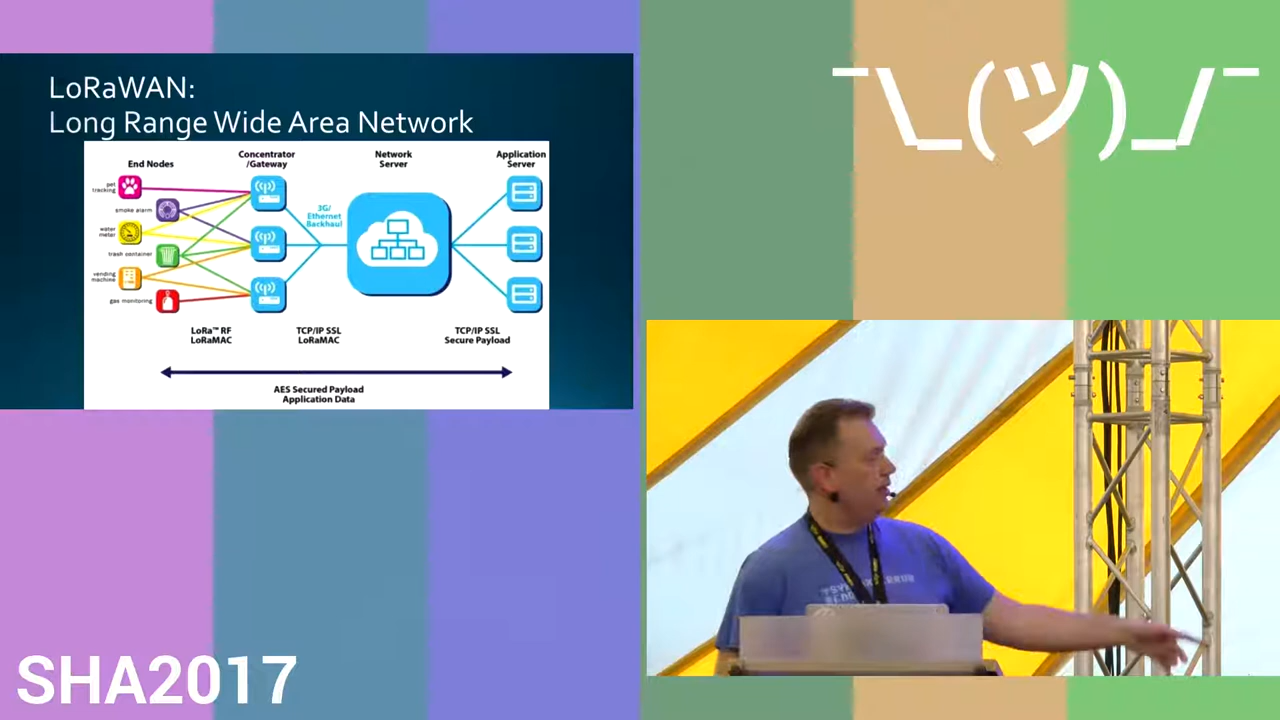 LoRaWAN:
Long Range Wide Area Network
End Nodes
Concentrator
/Gateway
Network
Server
Application
Server
pet
tracking
smoke alarm
water
meter
trash container
vending
machine
gas monitoring
3G/
Ethernet
Backhaul
LoRa™ RF
LoRaMAC
TCP/IP SSL
LoRaMAC
TCP/IP SSL
Secure Payload
AES Secured Payload
Application Data
¯\_(ツ)_/¯
SHA2017